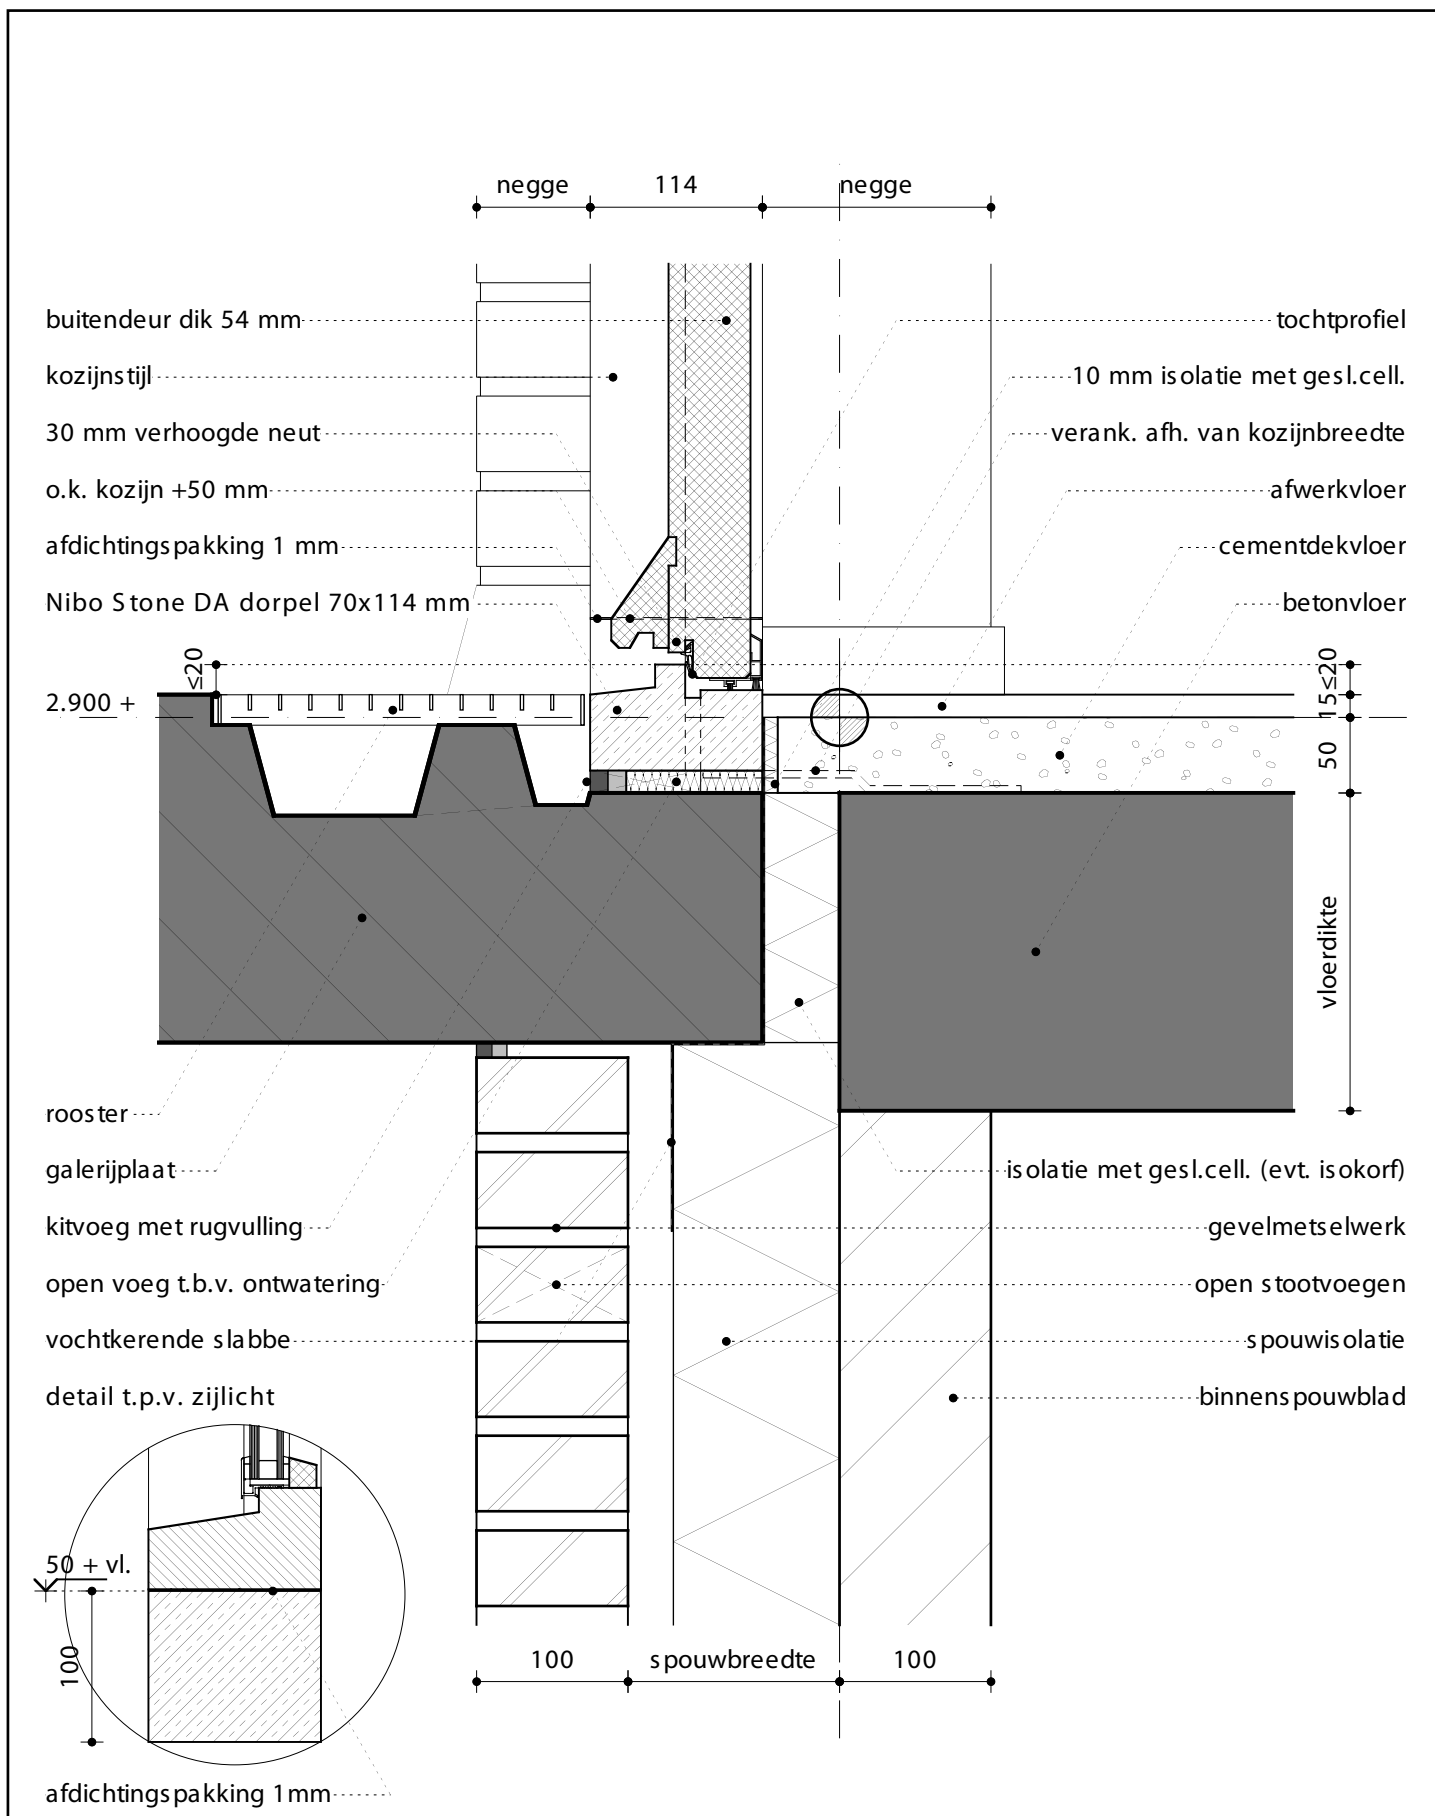 negge
114
negge
buitendeur dik 54 mm
tochtprofiel
kozijnstijl
10 mm isolatie met gesl.cell.
30 mm verhoogde neut
verank. afh. van kozijnbreedte
o.k. kozijn +50 mm
afwerkvloer
afdichtingspakking 1 mm
cementdekvloer
Nibo Stone DA dorpel 70x114 mm
betonvloer
≤20
≤20
2.900 +
15
50
vloerdikte
rooster
galerijplaat
isolatie met gesl.cell. (evt. isokorf)
kitvoeg met rugvulling
gevelmetselwerk
open voeg t.b.v. ontwatering
open stootvoegen
vochtkerende slabbe
spouwisolatie
detail t.p.v. zijlicht
binnenspouwblad
50 + vl.
100
100
spouwbreedte
100
afdichtingspakking 1mm